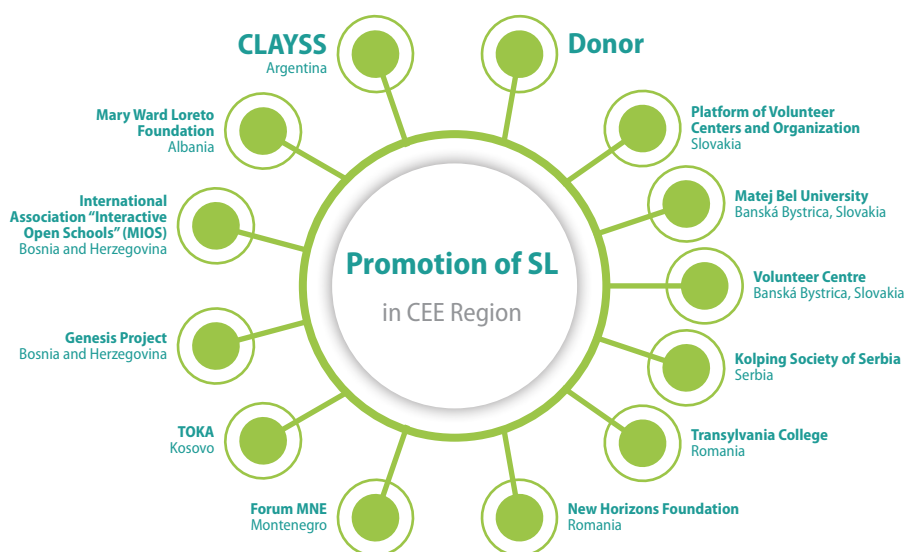 CLAYSS
Argentina
Donor
Mary Ward Loreto
Foundation
Albania
Platform of Volunteer
Centers and Organization
Slovakia
International
Association “Interactive
Open Schools” (MIOS)
Bosnia and Herzegovina
Matej Bel University
Banská Bystrica, Slovakia
Promotion of SL
in CEE Region
Volunteer Centre
Banská Bystrica, Slovakia
Genesis Project
Bosnia and Herzegovina
Kolping Society of Serbia
Serbia
TOKA
Kosovo
Transylvania College
Romania
Forum MNE
Montenegro
New Horizons Foundation
Romania